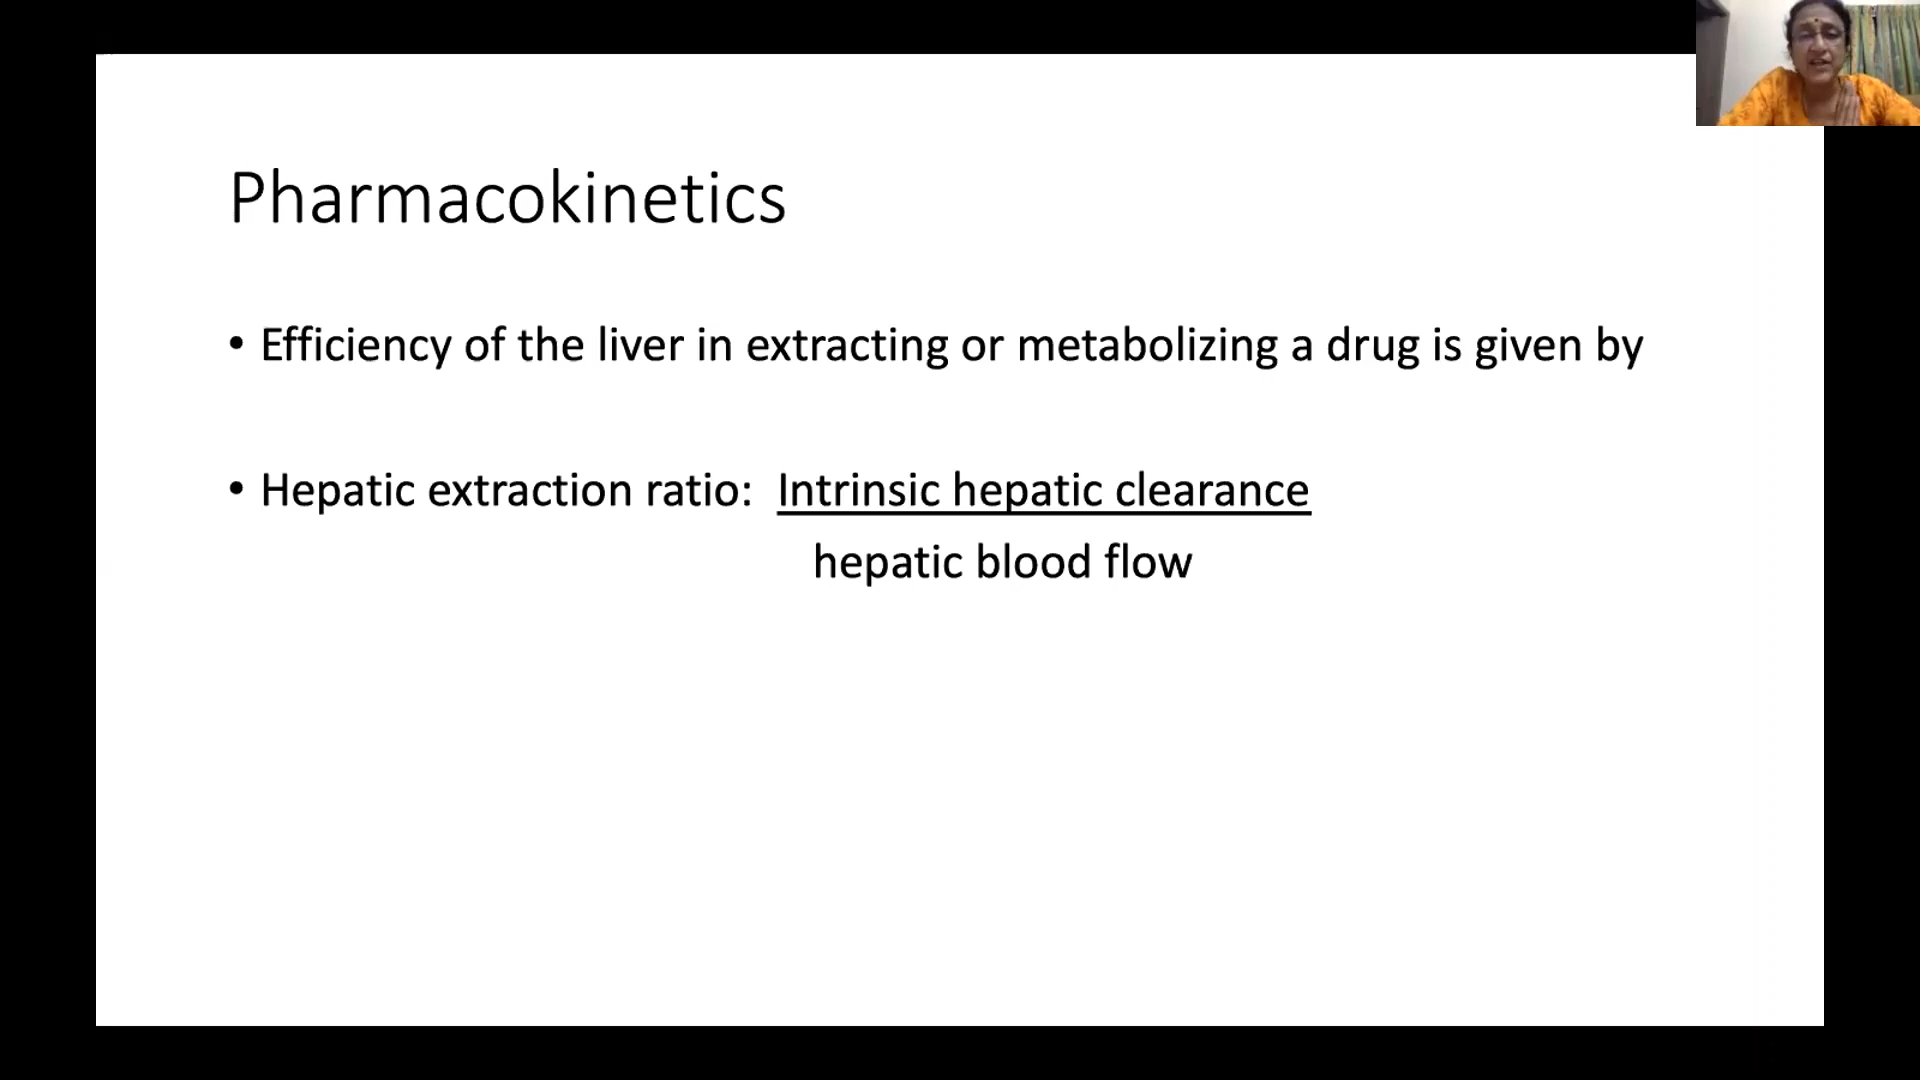 Pharmacokinetics
• Efficiency of the liver in extracting or metabolizing a drug is given by
• Hepatic extraction ratio: Intrinsic hepatic clearance
hepatic blood flow